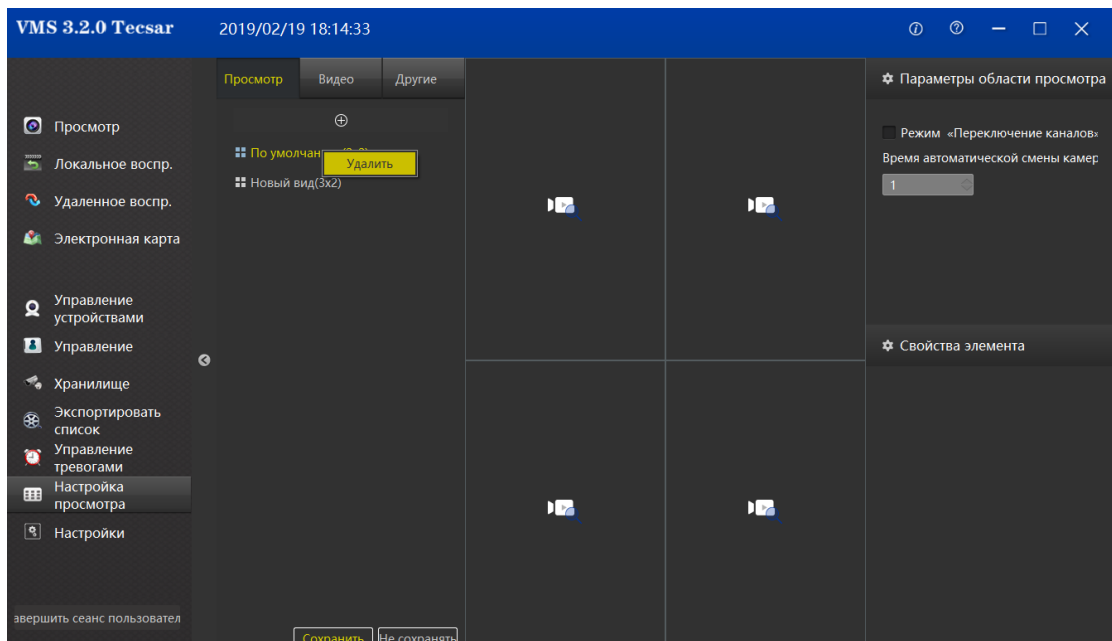 VMS 3.2.0 Tecsar
2019/02/19 18:14:33
Просмотр
Локальное воспр.
Удаленное воспр.
Электронная карта
Управление
устройствами
Управление
Хранилище
Экспортировать
список
Управление
тревогами
Настройка
просмотра
Настройки
авершить сеанс пользовател
Просмотр Видео Другие
По умолчан
Удалить
Новый вид(3x2)
Сохранить Не сохранять
Параметры области просмотра
Режим «Переключение каналов»
Время автоматической смены камер
1
Свойства элемента